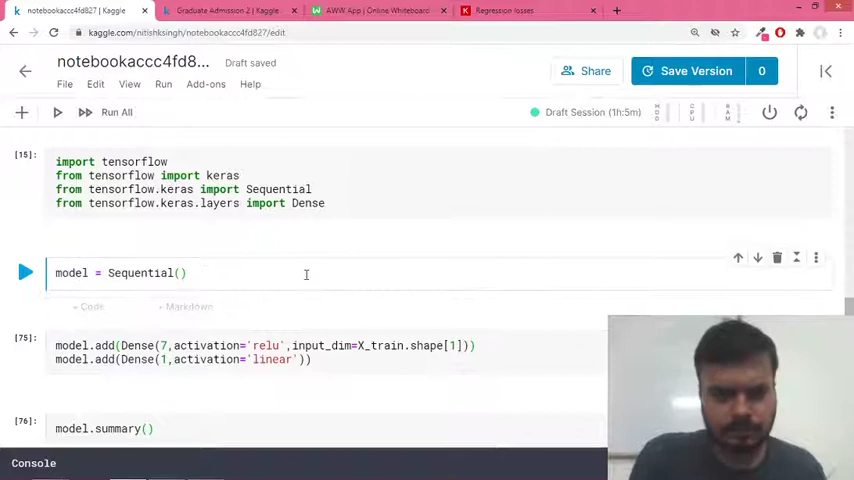 notebookaccc4fd827 | Kaggle
Graduate Admission 2 | Kaggle
AWW App | Online Whiteboard
Regression losses
kaggle.com/nitishksingh/notebookaccc4fd827/edit
notebookaccc4fd8...
Draft saved
Share
Save Version
0
File
Edit
View
Run
Add-ons
Help
Run All
Draft Session (1h:5m)
[15]:
import tensorflow
from tensorflow import keras
from tensorflow.keras import Sequential
from tensorflow.keras.layers import Dense
model = Sequential()
+ Code
+ Markdown
[75]:
model.add(Dense(7,activation='relu',input_dim=X_train.shape[1]))
model.add(Dense(1,activation='linear'))
[76]:
model.summary()
Console